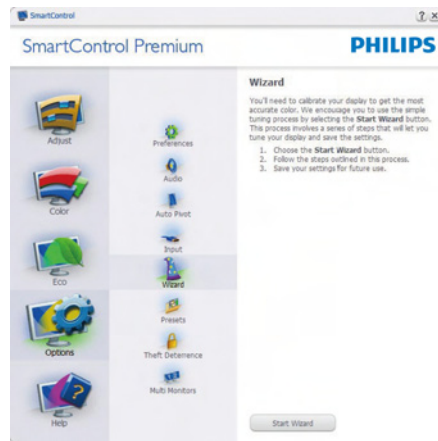 SmartControl
SmartControl Premium
PHILIPS
Adjust
Color
Eco
Options
Help
Preferences
Audio
Auto Pivot
Input
Wizard
Presets
Theft Deterrence
Multi Monitors
Wizard
You'll need to calibrate your display to get the most
accurate color. We encouage you to use the simple
tuning process by selecting the Start Wizard button.
This process involves a senes of steps that will let you
tune your display and save the settings.
1. Choose the Start Wizard button.
2. Follow the steps outlined in this process.
3. Save your settings for future use.
Start Wizard